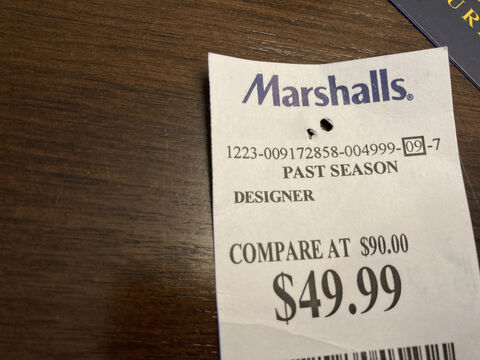 Marshalls®
1223-009172858-004999-09-7
PAST SEASON
DESIGNER
COMPARE AT $90.00
$49.99